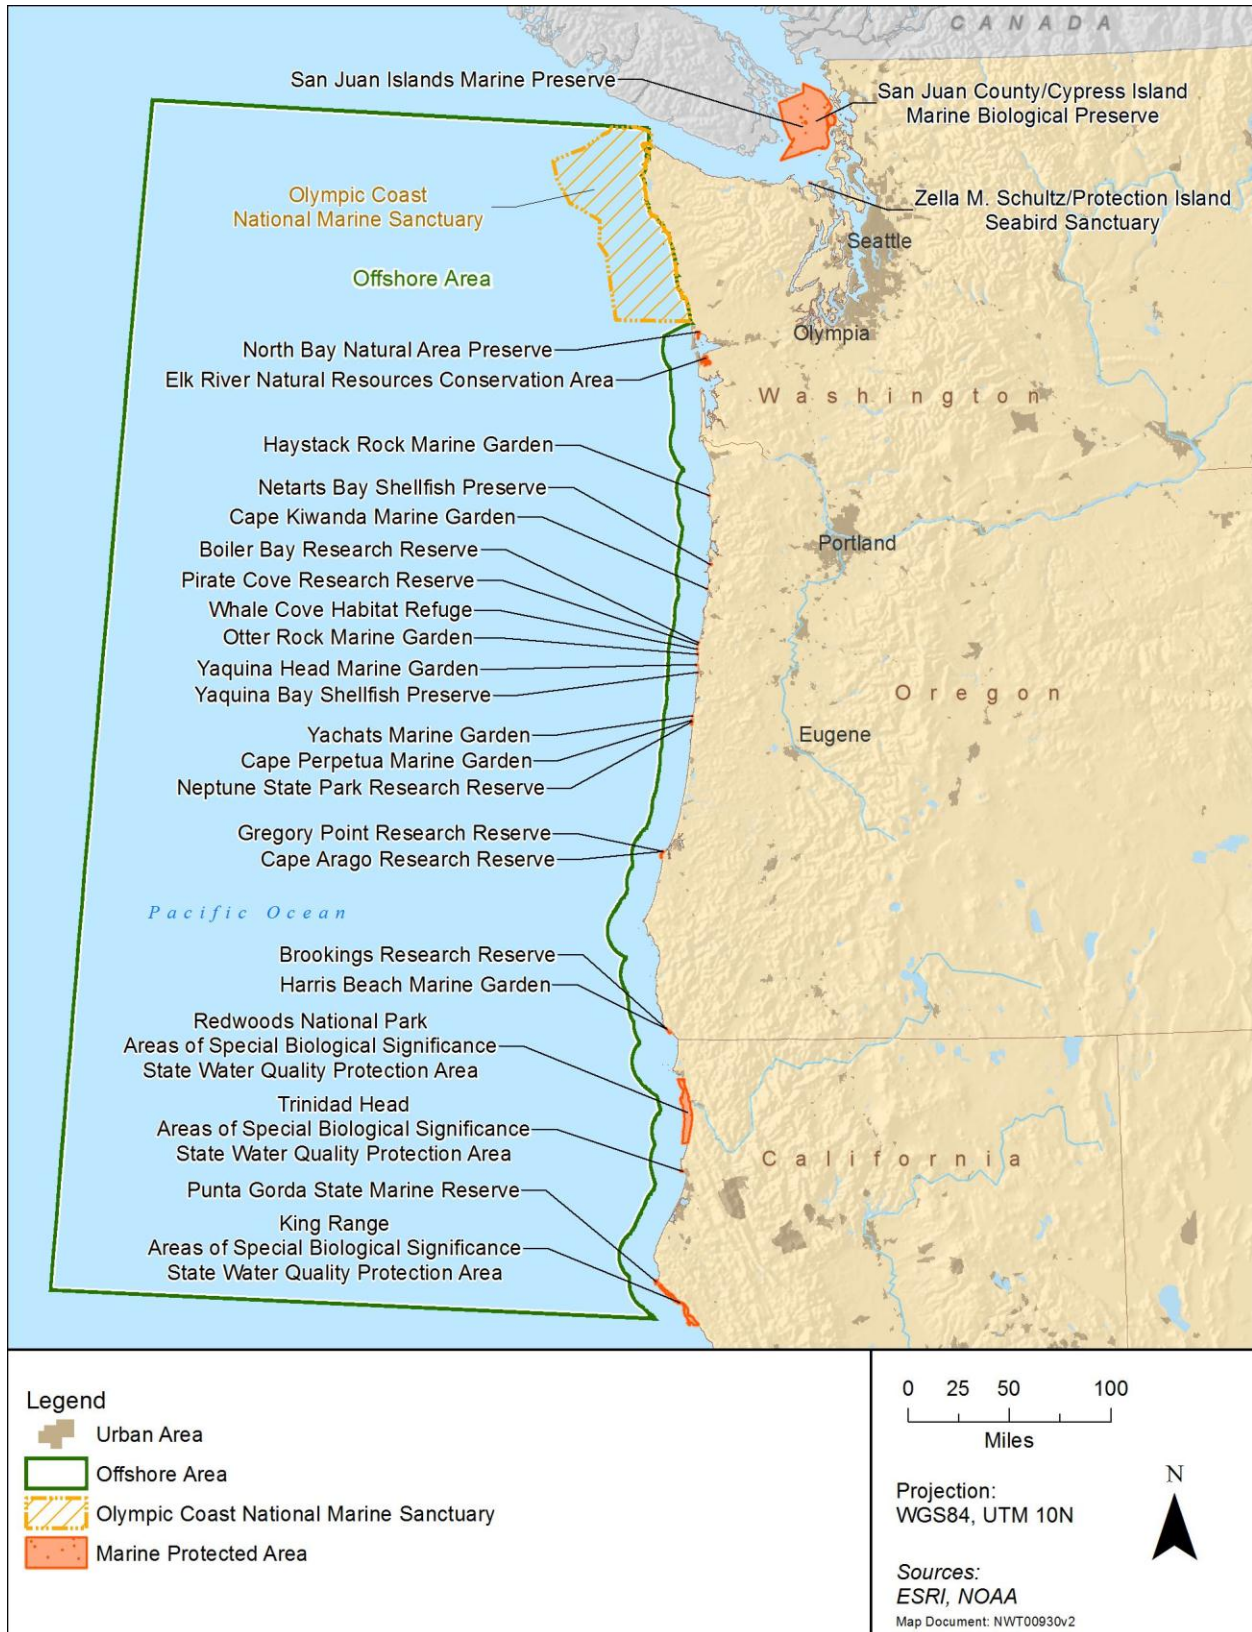 CANADA
San Juan Islands Marine Preserve
San Juan County/Cypress Island
Marine Biological Preserve
Olympic Coast
National Marine Sanctuary
Zella M. Schultz/Protection Island
Seabird Sanctuary
Seattle
Offshore Area
Olympia
North Bay Natural Area Preserve
Elk River Natural Resources Conservation Area
Washington
Haystack Rock Marine Garden
Netarts Bay Shellfish Preserve
Cape Kiwanda Marine Garden
Portland
Boiler Bay Research Reserve
Pirate Cove Research Reserve
Whale Cove Habitat Refuge
Otter Rock Marine Garden
Yaquina Head Marine Garden
Yaquina Bay Shellfish Preserve
Oregon
Yachats Marine Garden
Eugene
Cape Perpetua Marine Garden
Neptune State Park Research Reserve
Gregory Point Research Reserve
Cape Arago Research Reserve
Pacific Ocean
Brookings Research Reserve
Harris Beach Marine Garden
Redwoods National Park
Areas of Special Biological Significance
State Water Quality Protection Area
Trinidad Head
Areas of Special Biological Significance
State Water Quality Protection Area
California
Punta Gorda State Marine Reserve
King Range
Areas of Special Biological Significance
State Water Quality Protection Area
Legend
Urban Area
Offshore Area
Olympic Coast National Marine Sanctuary
Marine Protected Area
0 25 50 100
Miles
N
Projection:
WGS84, UTM 10N
Sources:
ESRI, NOAA
Map Document: NWT00930v2